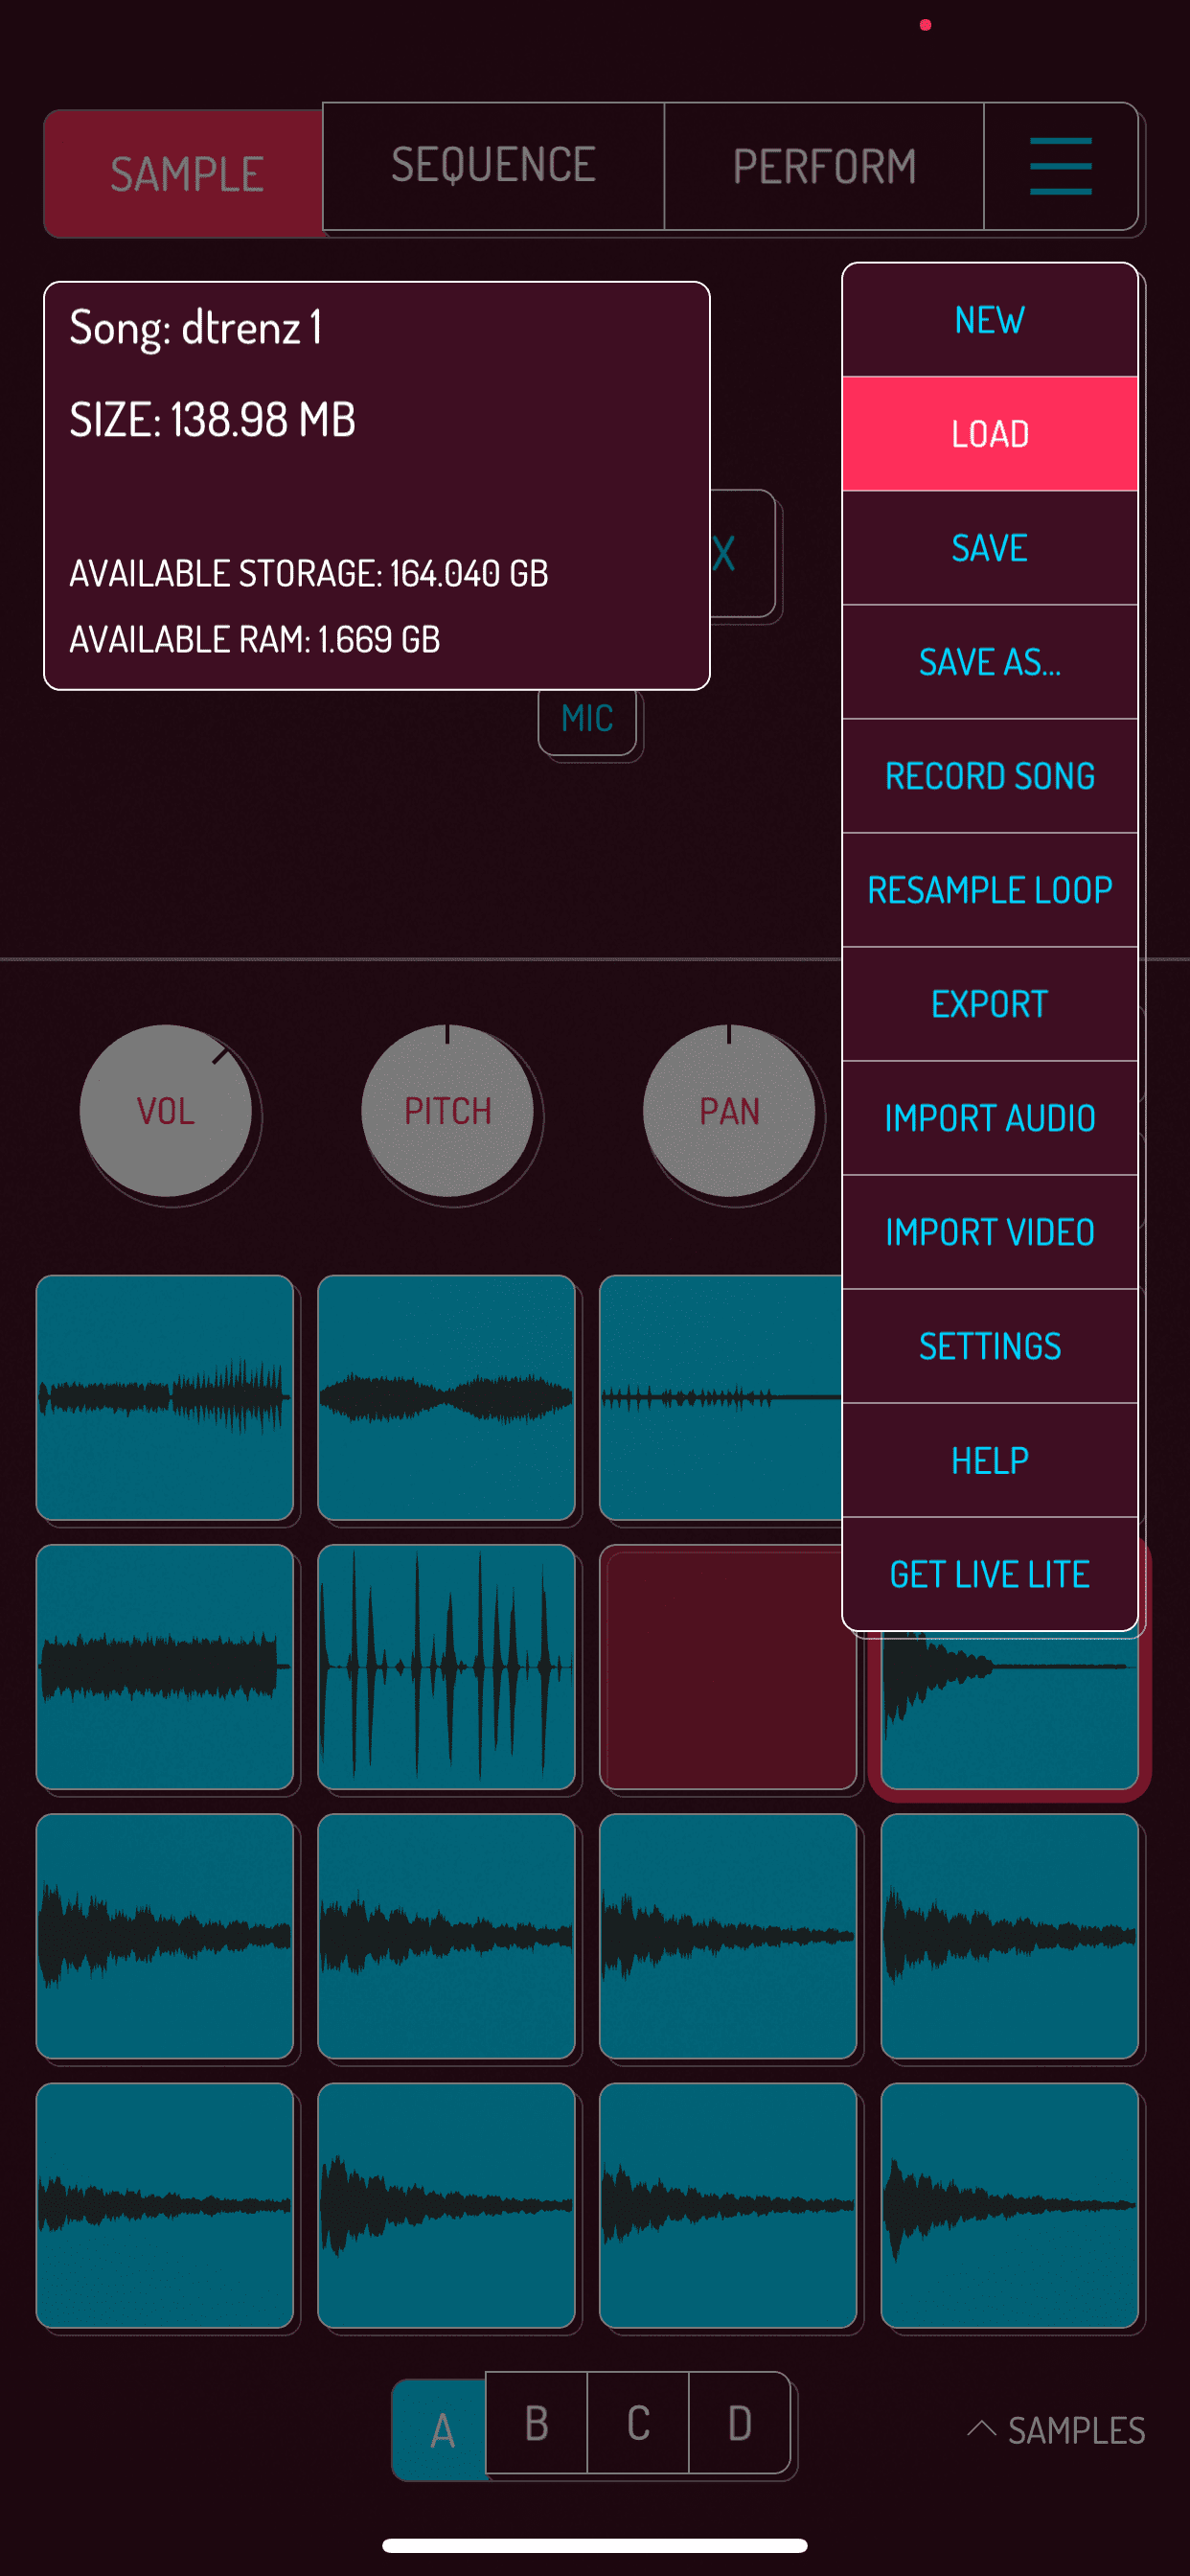 SAMPLE
SEQUENCE
PERFORM
Song: dtrenz 1
SIZE: 138.98 MB
AVAILABLE STORAGE: 164.040 GB
AVAILABLE RAM: 1.669 GB
X
MIC
NEW
LOAD
SAVE
SAVE AS...
RECORD SONG
RESAMPLE LOOP
EXPORT
IMPORT AUDIO
IMPORT VIDEO
SETTINGS
HELP
GET LIVE LITE
VOL
PITCH
PAN
A
B
C
D
SAMPLES